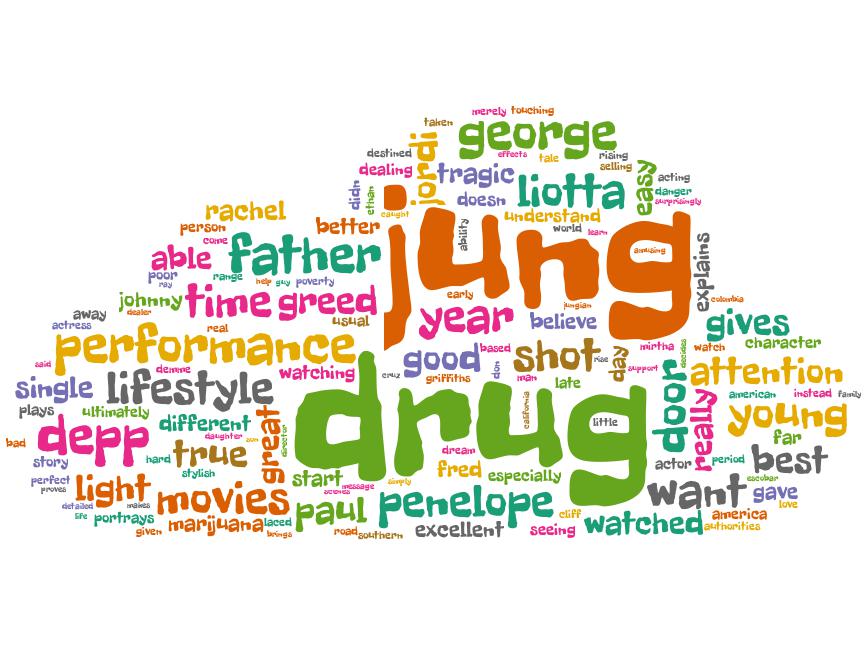 merely touching
taken
george
jordi
destined
effects
tale
rising
selling
dealing
tragic
easy
acting
danger
surprisingly
didn
ethan
doesn
liotta
rachel
caught
understand
person
better
ability
world
learn
come
jung
amusing
explains
able
father
poor
ray
range
help
guy
poverty
johnny
time
greed
early
jungian
colombia
dealer
away
usual
year
believe
gives
actress
real
performance
based
shot
rise
day
mirtha
decides
watch
character
said
demme
watching
good
cruz
griffiths
don
man
late
support
door
attention
single
lifestyle
american
instead
family
plays
ultimately
different
great
drug
california
little
really
young
bad
depp
daughter
son
director
far
story
hard
true
dream
actor
period
best
stylish
start
fred
especially
escobar
perfect
proves
light
movies
message
scenes
simply
want
gave
love
detailed
makes
life
portrays
marijuana
laced
paul
penelope
cliff
america
authorities
given
brings
road
southern
excellent
seeing
watched